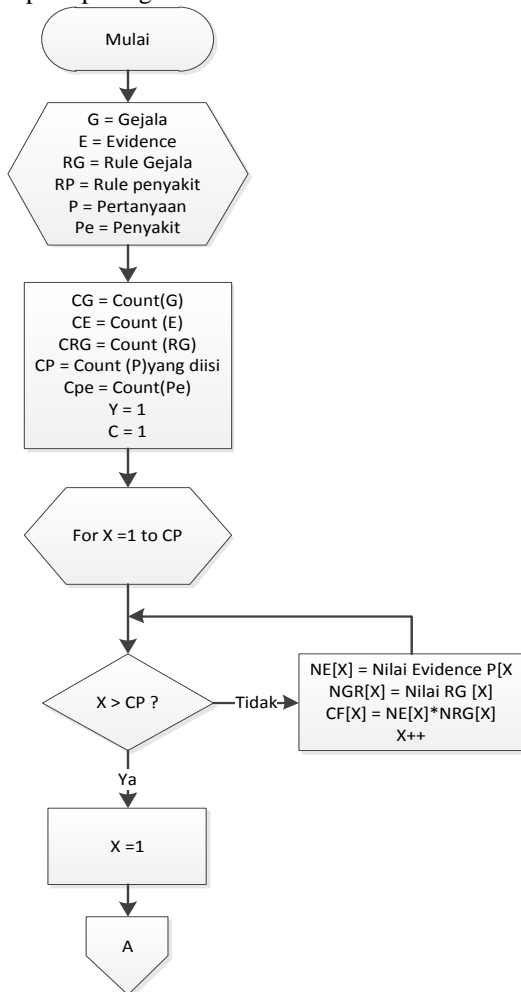 Mulai
G = Gejala
E = Evidence
RG = Rule Gejala
RP = Rule penyakit
P = Pertanyaan
Pe = Penyakit
CG = Count(G)
CE = Count (E)
CRG = Count (RG)
CP = Count (P)yang diisi
Cpe = Count(Pe)
Y = 1
C = 1
For X =1 to CP
X > CP ?
Tidak
NE[X] = Nilai Evidence P[X
NGR[X] = Nilai RG [X]
CF[X] = NE[X]*NRG[X]
X++
Ya
X =1
A